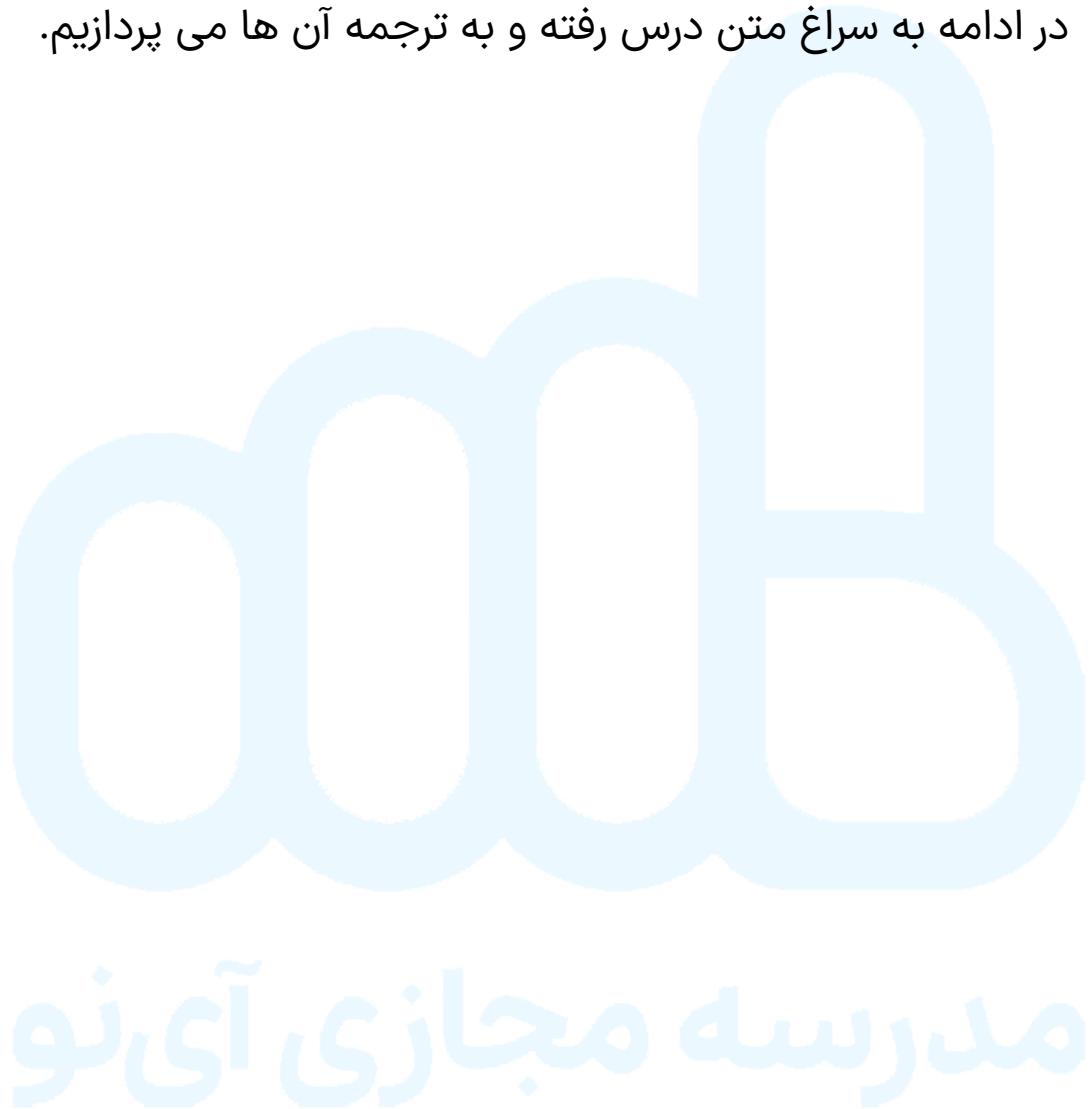 در ادامه به سراغ متن درس رفته و به ترجمه آن ها می پردازیم.
مدرسه مجازی آی‌نو